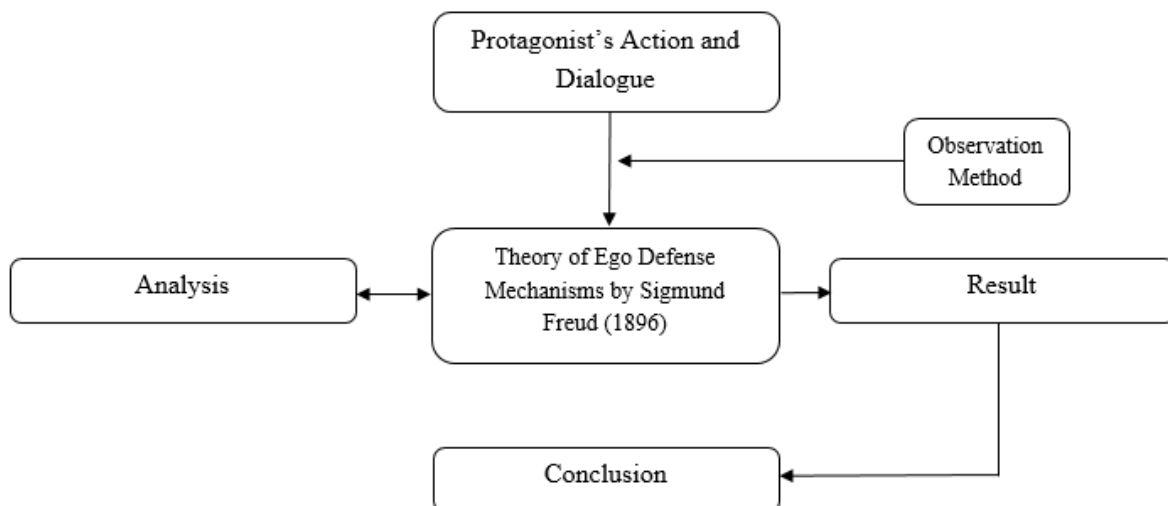 Protagonist’s Action and
Dialogue
Observation
Method
Theory of Ego Defense
Mechanisms by Sigmund
Freud (1896)
Analysis
Result
Conclusion